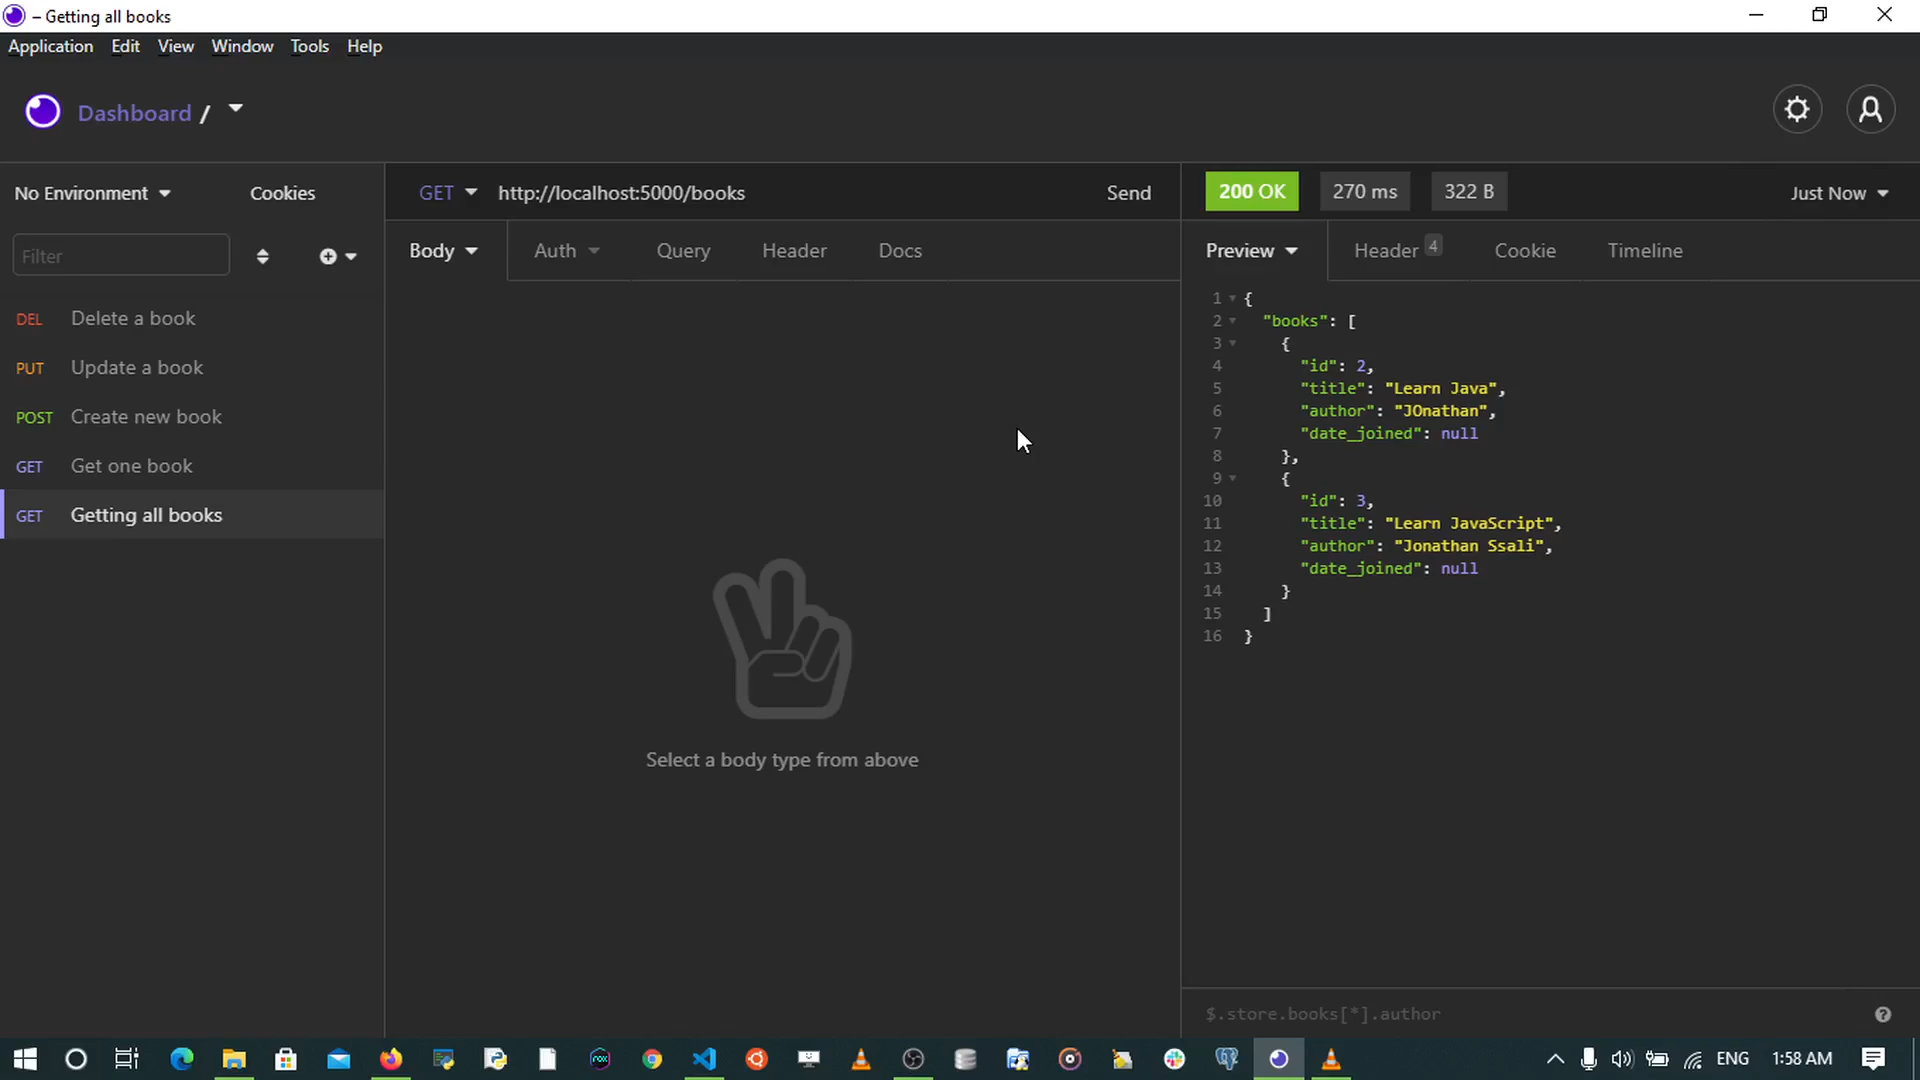 – Getting all books
Application Edit View Window Tools Help
Dashboard /
No Environment Cookies
GET http://localhost:5000/books Send
200 OK 270 ms 322 B Just Now
Filter
Body Auth Query Header Docs
Preview Header 4 Cookie Timeline
DEL Delete a book
PUT Update a book
POST Create new book
GET Get one book
GET Getting all books
Select a body type from above
1 {
2 "books": [
3 {
4 "id": 2,
5 "title": "Learn Java",
6 "author": "JOnathan",
7 "date_joined": null
8 },
9 {
10 "id": 3,
11 "title": "Learn JavaScript",
12 "author": "Jonathan Ssali",
13 "date_joined": null
14 }
15 ]
16 }
$.store.books[*].author
ENG 1:58 AM